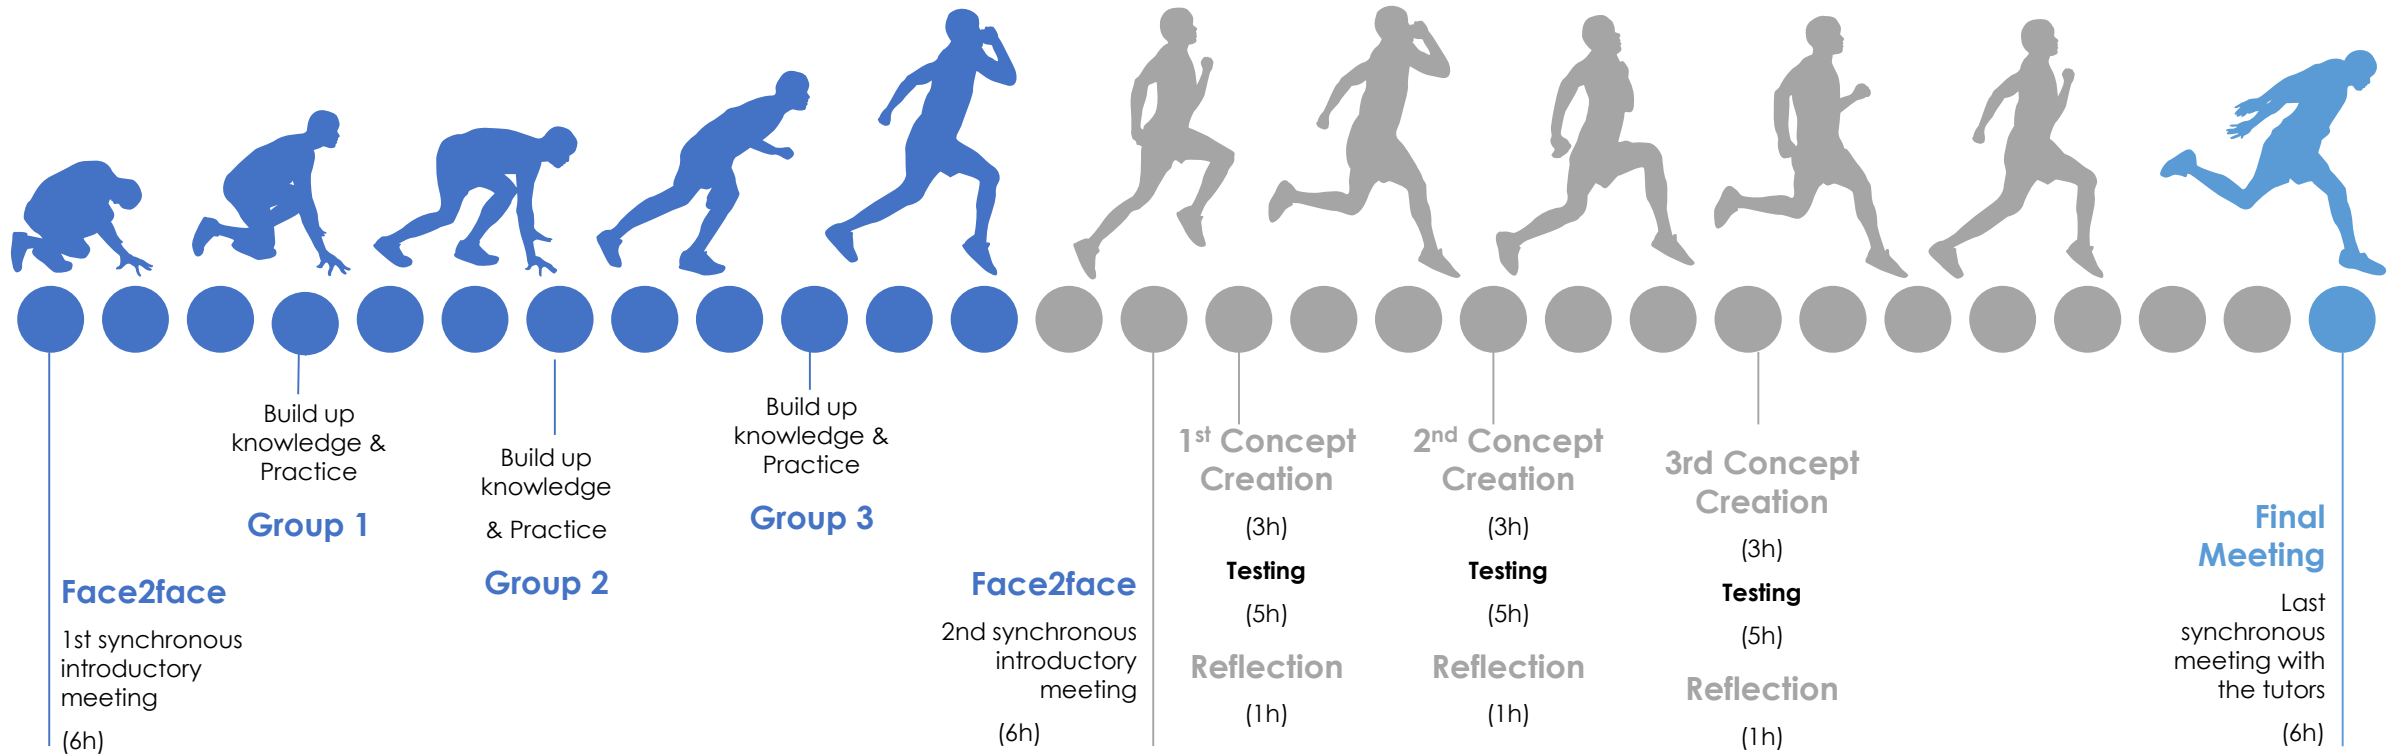 Face2face
1st synchronous
introductory
meeting
(6h)
Build up
knowledge &
Practice
Group 1
Build up
knowledge
& Practice
Group 2
Build up
knowledge &
Practice
Group 3
Face2face
2nd synchronous
introductory
meeting
(6h)
1st Concept
Creation
(3h)
Testing
(5h)
Reflection
(1h)
2nd Concept
Creation
(3h)
Testing
(5h)
Reflection
(1h)
3rd Concept
Creation
(3h)
Testing
(5h)
Reflection
(1h)
Final
Meeting
Last
synchronous
meeting with
the tutors
(6h)